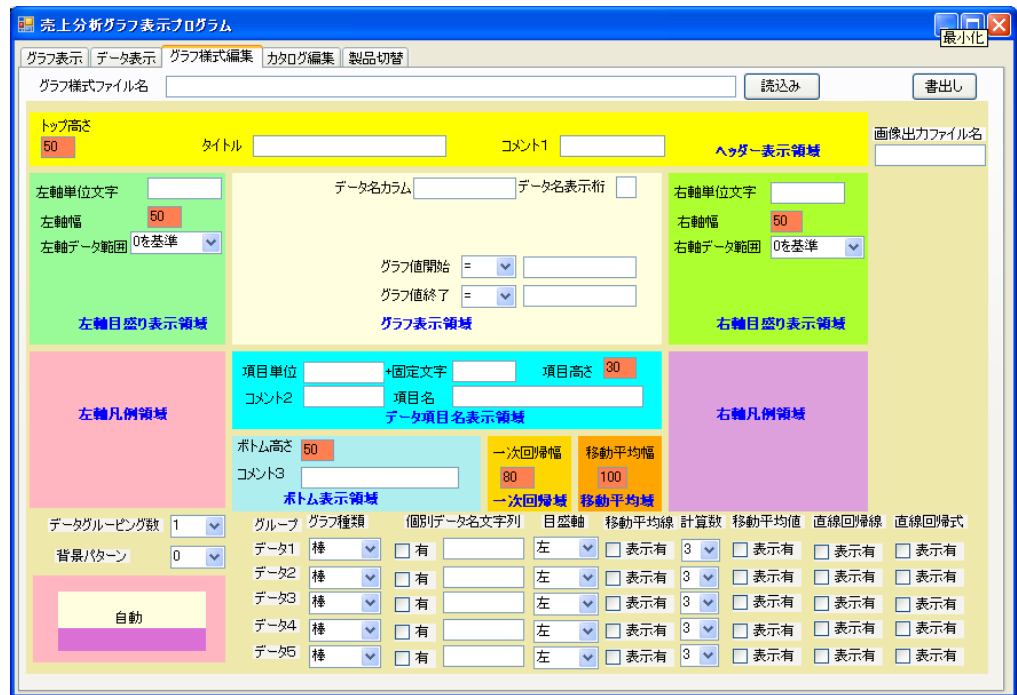 売上分析グラフ表示プログラム
最小化
グラフ表示 データ表示 グラフ様式編集 カタログ編集 製品切替
グラフ様式ファイル名 読込み 書出し
トップ高さ
50 タイトル コメント1 ヘッダー表示領域
画像出力ファイル名
左軸単位文字 データ名カラム データ名表示桁 右軸単位文字
左軸幅 50 右軸幅 50
左軸データ範囲 0を基準 右軸データ範囲 0を基準
グラフ値開始 =
グラフ値終了 =
左軸目盛り表示領域 グラフ表示領域 右軸目盛り表示領域
項目単位 +固定文字 項目高さ 30
コメント2 項目名
左軸凡例領域 データ項目名表示領域 右軸凡例領域
ボトム高さ 50 一次回帰幅 移動平均幅
コメント3 80 100
ボトム表示領域 一次回帰域 移動平均域
データグルーピング数 1 グループ グラフ種類 個別データ名文字列 目盛軸 移動平均線 計算数 移動平均値 直線回帰線 直線回帰式
背景パターン 0 データ1 棒 有 左 表示有 3 表示有 表示有 表示有
データ2 棒 有 左 表示有 3 表示有 表示有 表示有
自動 データ3 棒 有 左 表示有 3 表示有 表示有 表示有
データ4 棒 有 左 表示有 3 表示有 表示有 表示有
データ5 棒 有 左 表示有 3 表示有 表示有 表示有